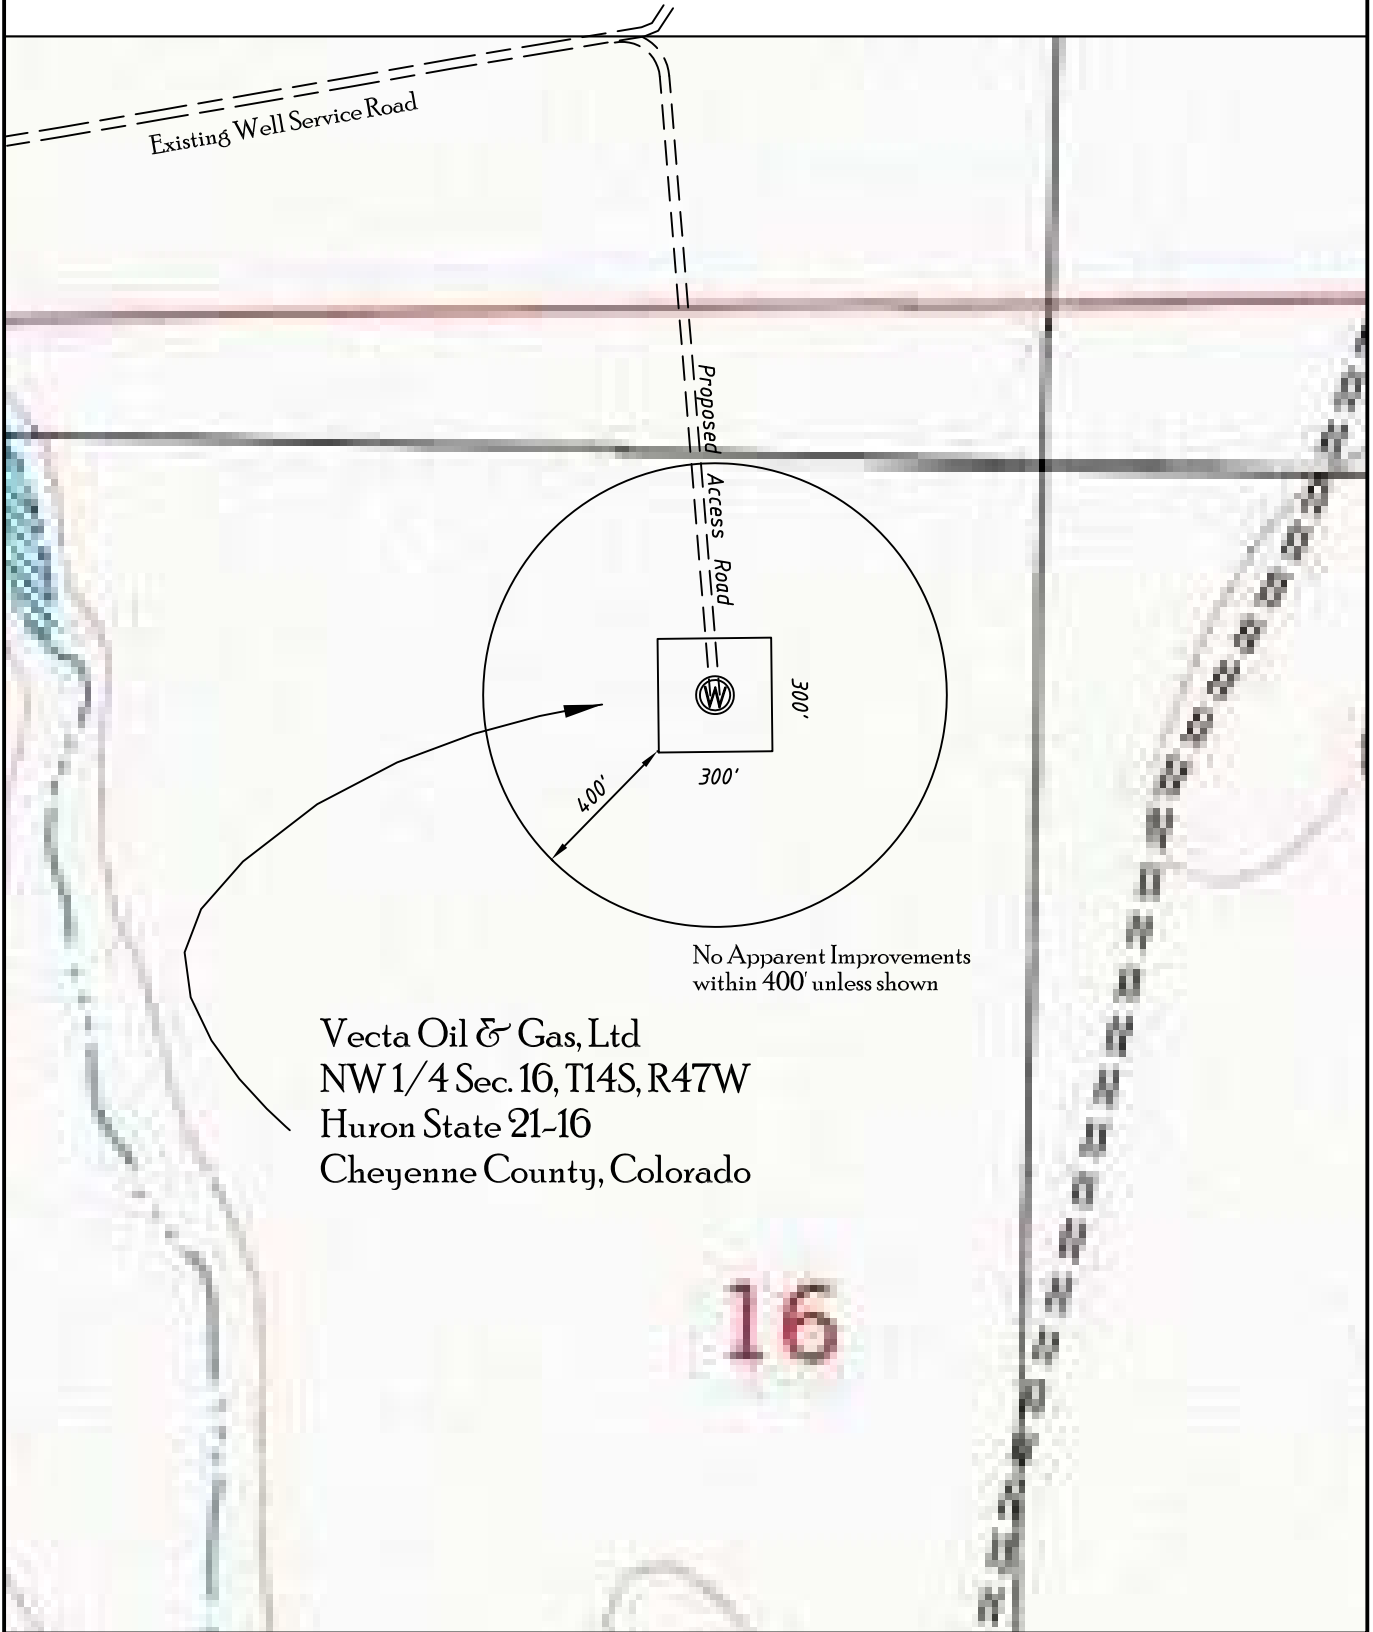 Existing Well Service Road
Proposed Access Road
W
300'
300'
400'
No Apparent Improvements
within 400' unless shown
Vecta Oil & Gas, Ltd
NW 1/4 Sec. 16, T14S, R47W
Huron State 21-16
Cheyenne County, Colorado
16